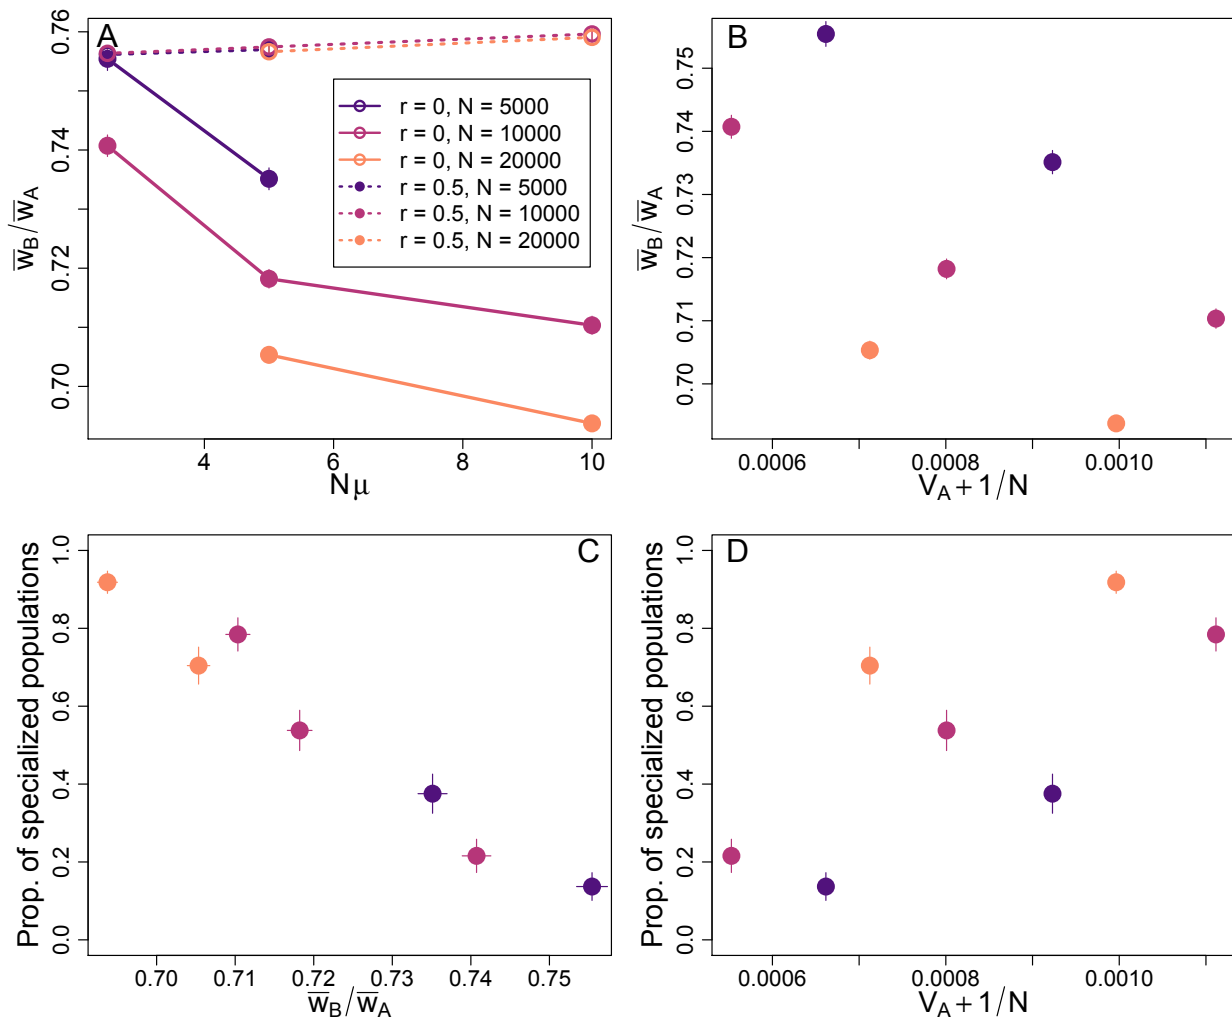 A
0.76
0.74
0.72
0.70
w̅B/w̅A
r = 0, N = 5000
r = 0, N = 10000
r = 0, N = 20000
r = 0.5, N = 5000
r = 0.5, N = 10000
r = 0.5, N = 20000
4 6 8 10
Nμ
B
0.75
0.74
0.73
0.72
0.71
0.70
w̅B/w̅A
0.0006 0.0008 0.0010
VA + 1/N
C
1.0
0.8
0.6
0.4
0.2
0.0
Prop. of specialized populations
0.70 0.71 0.72 0.73 0.74 0.75
w̅B/w̅A
D
1.0
0.8
0.6
0.4
0.2
0.0
Prop. of specialized populations
0.0006 0.0008 0.0010
VA + 1/N